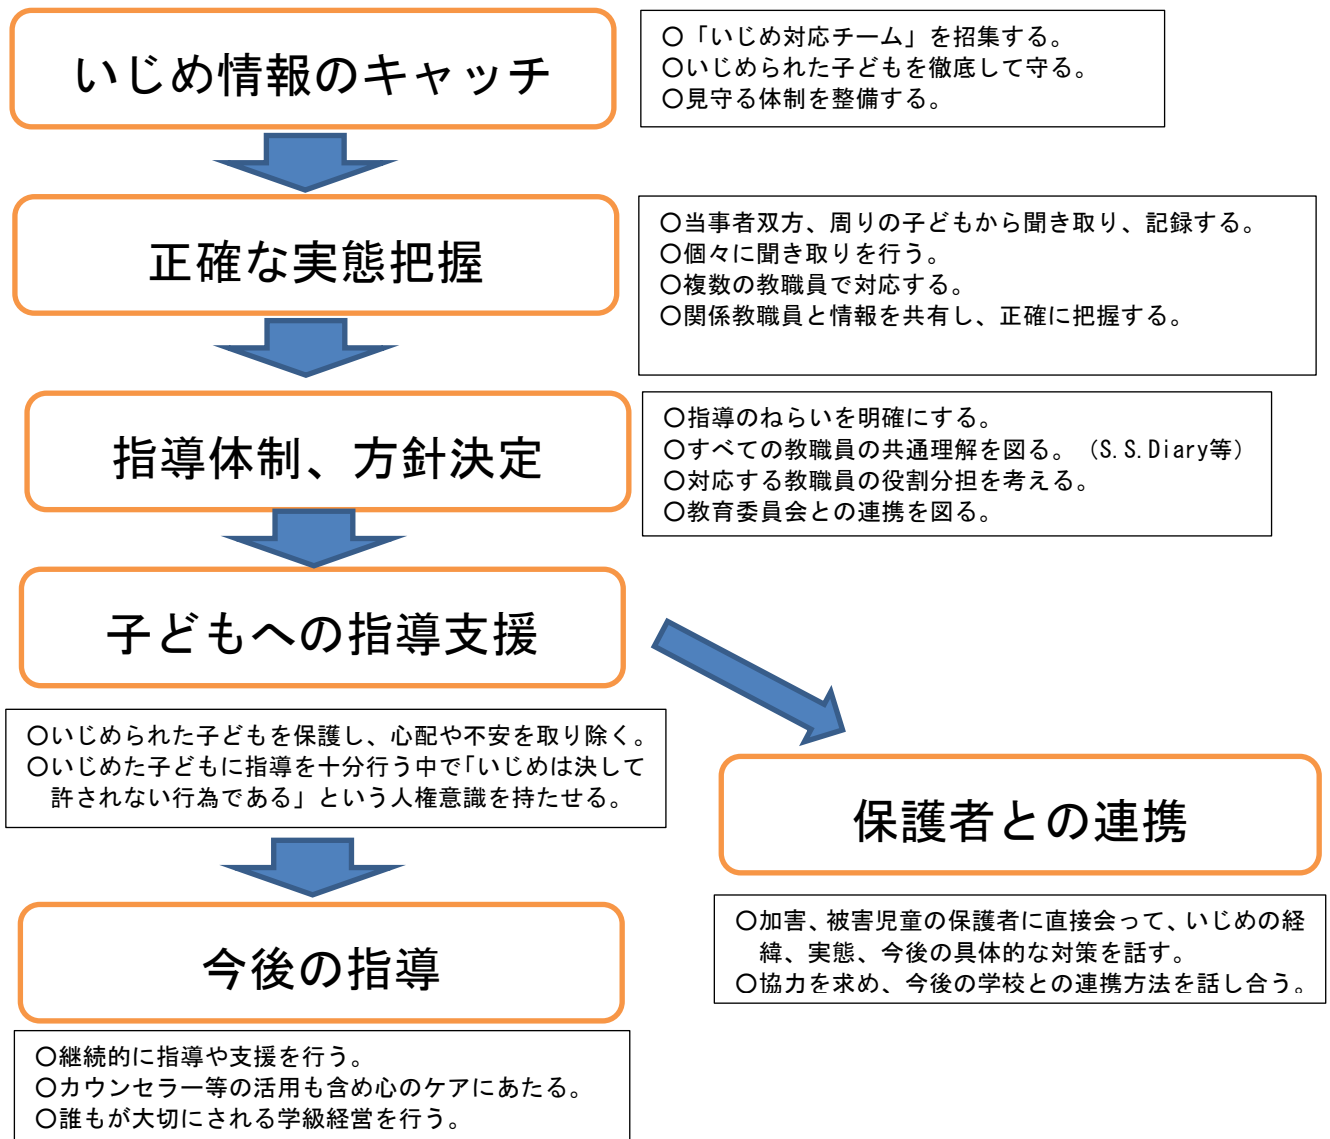 いじめ情報のキャッチ
○「いじめ対応チーム」を招集する。
○いじめられた子どもを徹底して守る。
○見守る体制を整備する。
正確な実態把握
○当事者双方、周りの子どもから聞き取り、記録する。
○個々に聞き取りを行う。
○複数の教職員で対応する。
○関係教職員と情報を共有し、正確に把握する。
指導体制、方針決定
○指導のねらいを明確にする。
○すべての教職員の共通理解を図る。（S.S.Diary等）
○対応する教職員の役割分担を考える。
○教育委員会との連携を図る。
子どもへの指導支援
○いじめられた子どもを保護し、心配や不安を取り除く。
○いじめた子どもに指導を十分行う中で「いじめは決して
許されない行為である」という人権意識を持たせる。
保護者との連携
○加害、被害児童の保護者に直接会って、いじめの経
緯、実態、今後の具体的な対策を話す。
○協力を求め、今後の学校との連携方法を話し合う。
今後の指導
○継続的に指導や支援を行う。
○カウンセラー等の活用も含め心のケアにあたる。
○誰もが大切にされる学級経営を行う。